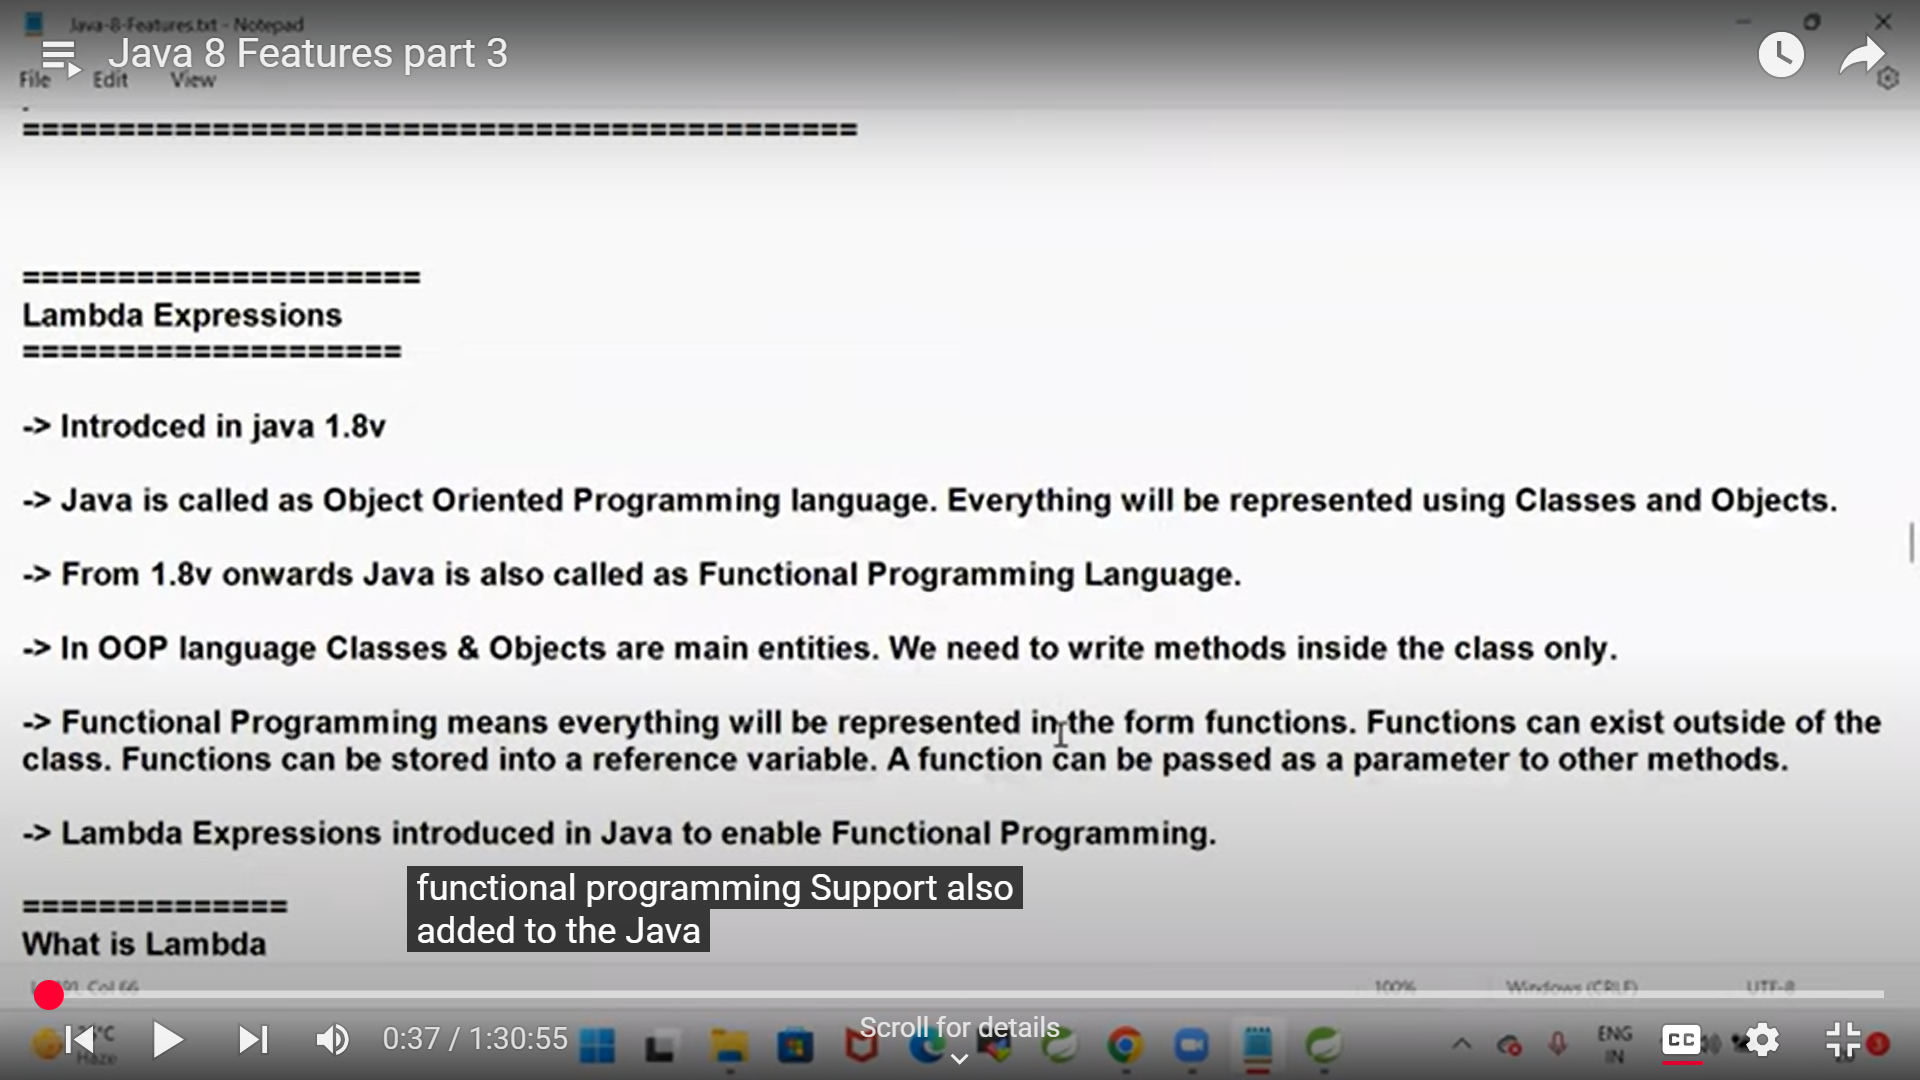 Java-8-Features.txt - Notepad
Java 8 Features part 3
File Edit View
============================================
=====================
Lambda Expressions
====================
-> Introdced in java 1.8v
-> Java is called as Object Oriented Programming language. Everything will be represented using Classes and Objects.
-> From 1.8v onwards Java is also called as Functional Programming Language.
-> In OOP language Classes & Objects are main entities. We need to write methods inside the class only.
-> Functional Programming means everything will be represented in the form functions. Functions can exist outside of the
class. Functions can be stored into a reference variable. A function can be passed as a parameter to other methods.
-> Lambda Expressions introduced in Java to enable Functional Programming.
functional programming Support also
added to the Java
==============
What is Lambda
Col 66 100% Windows (CRLF) UTF-8
0:37 / 1:30:55
Scroll for details
Haze
ENG
IN
CC
3